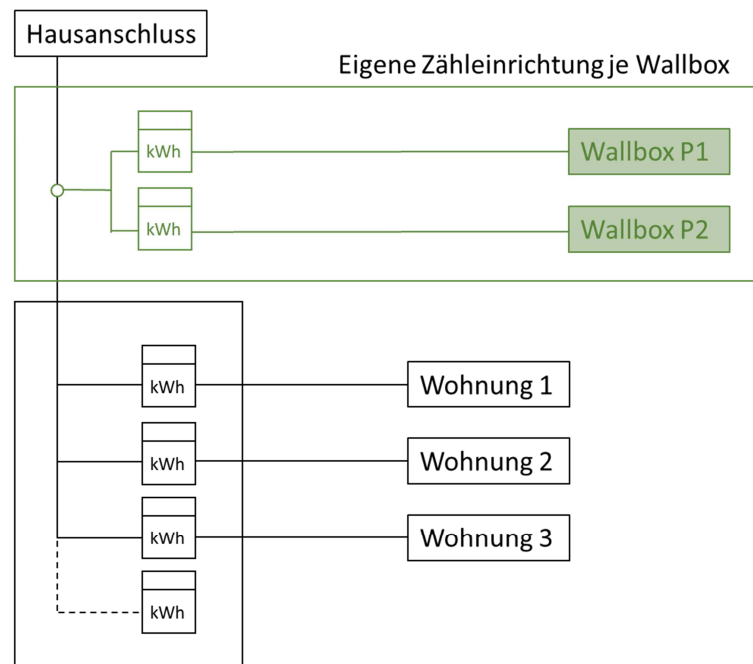 Hausanschluss
Eigene Zähleinrichtung je Wallbox
kWh
Wallbox P1
kWh
Wallbox P2
kWh
Wohnung 1
kWh
Wohnung 2
kWh
Wohnung 3
kWh